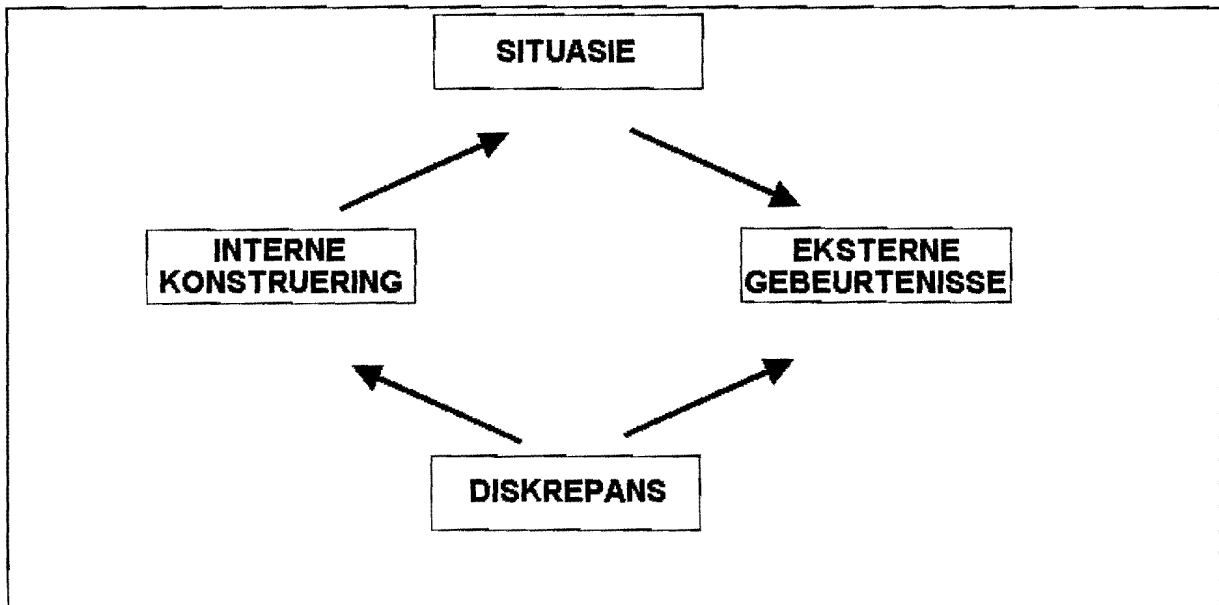 SITUASIE
INTERNE
KONSTRUERING
EKSTERNE
GEBEURTENISSE
DISKREPANS